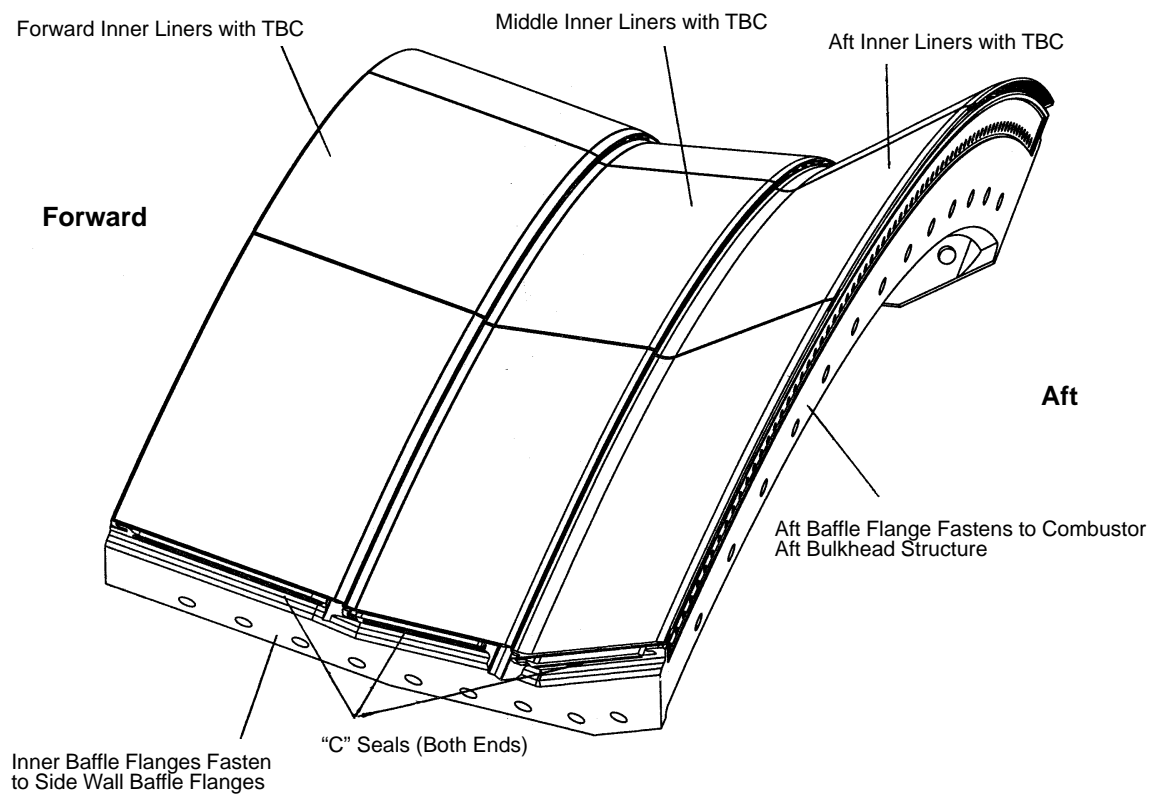 Forward Inner Liners with TBC
Middle Inner Liners with TBC
Aft Inner Liners with TBC
Forward
Aft
Aft Baffle Flange Fastens to Combustor
Aft Bulkhead Structure
“C” Seals (Both Ends)
Inner Baffle Flanges Fasten
to Side Wall Baffle Flanges